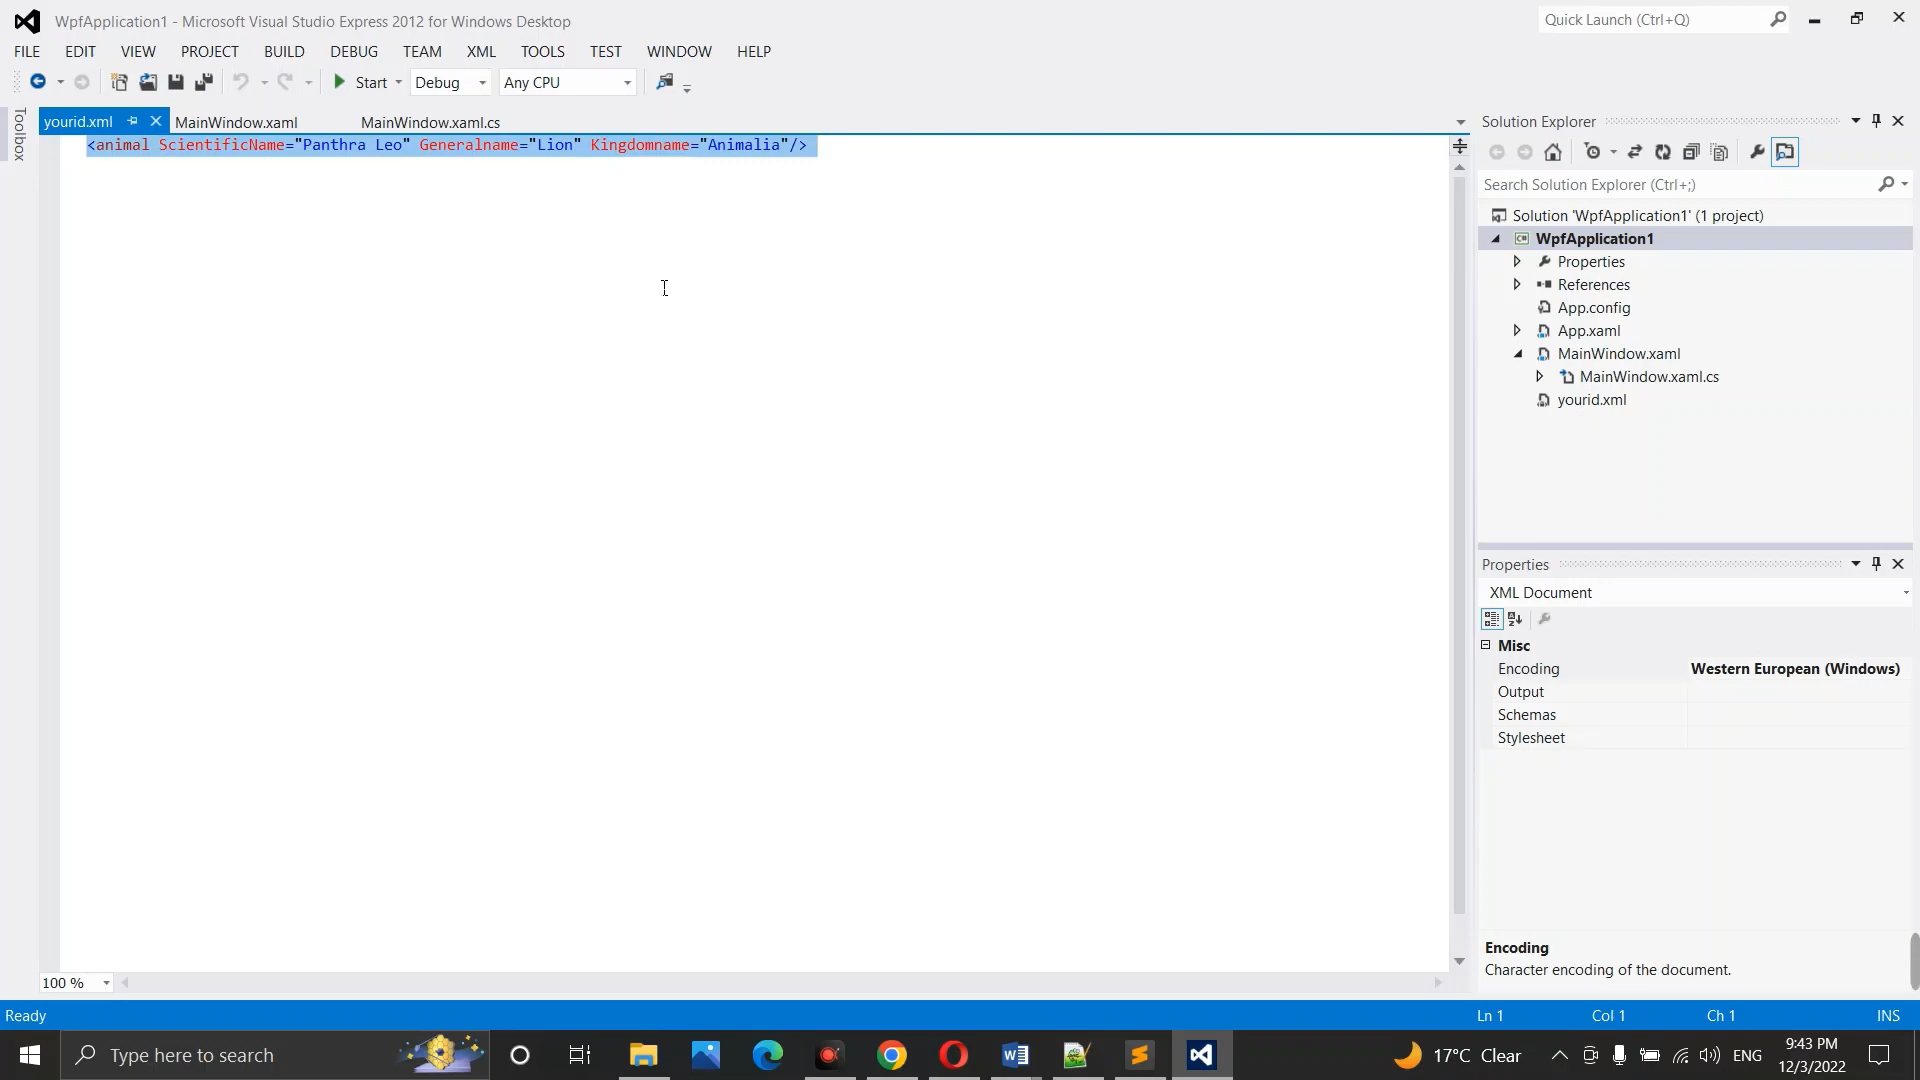 WpfApplication1 - Microsoft Visual Studio Express 2012 for Windows Desktop
Quick Launch (Ctrl+Q)
FILE EDIT VIEW PROJECT BUILD DEBUG TEAM XML TOOLS TEST WINDOW HELP
Start Debug Any CPU
Toolbox
yourid.xml MainWindow.xaml MainWindow.xaml.cs
<animal ScientificName="Panthra Leo" Generalname="Lion" Kingdomname="Animalia"/>
Solution Explorer
Search Solution Explorer (Ctrl+;)
Solution 'WpfApplication1' (1 project)
WpfApplication1
Properties
References
App.config
App.xaml
MainWindow.xaml
MainWindow.xaml.cs
yourid.xml
Properties
XML Document
Misc
Encoding Western European (Windows)
Output
Schemas
Stylesheet
Encoding
Character encoding of the document.
100 %
Ready Ln 1 Col 1 Ch 1 INS
Type here to search
17°C Clear
ENG
9:43 PM
12/3/2022